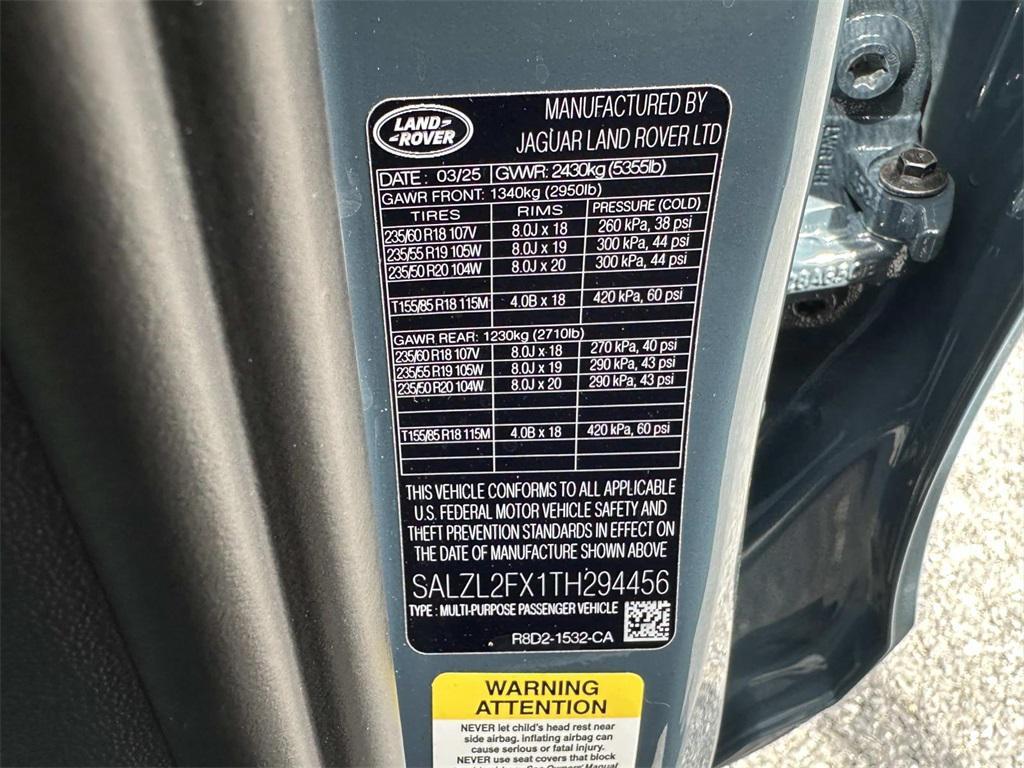 LAND-
-ROVER
MANUFACTURED BY
JAGUAR LAND ROVER LTD
DATE: 03/25 GVWR: 2430kg (5355lb)
GAWR FRONT: 1340kg (2950lb)
TIRES RIMS PRESSURE (COLD)
235/60 R18 107V 8.0J x 18 260 kPa, 38 psi
235/55 R19 105W 8.0J x 19 300 kPa, 44 psi
235/50 R20 104W 8.0J x 20 300 kPa, 44 psi
T155/85 R18 115M 4.0B x 18 420 kPa, 60 psi
GAWR REAR: 1230kg (2710lb)
235/60 R18 107V 8.0J x 18 270 kPa, 40 psi
235/55 R19 105W 8.0J x 19 290 kPa, 43 psi
235/50 R20 104W 8.0J x 20 290 kPa, 43 psi
T155/85 R18 115M 4.0B x 18 420 kPa, 60 psi
THIS VEHICLE CONFORMS TO ALL APPLICABLE
U.S. FEDERAL MOTOR VEHICLE SAFETY AND
THEFT PREVENTION STANDARDS IN EFFECT ON
THE DATE OF MANUFACTURE SHOWN ABOVE
SALZL2FX1TH294456
TYPE : MULTI-PURPOSE PASSENGER VEHICLE
R8D2-1532-CA
WARNING
ATTENTION
NEVER let child's head rest near
side airbag. inflating airbag can
cause serious or fatal injury.
NEVER use seat covers that block
See Owners' Manual